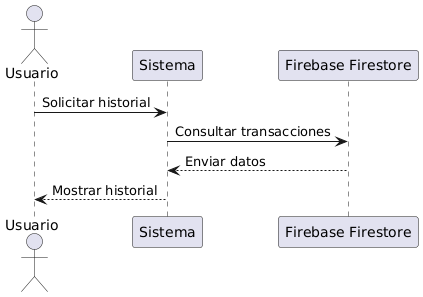 Usuario
Sistema
Firebase Firestore
Solicitar historial
Consultar transacciones
Enviar datos
Mostrar historial
Usuario
Sistema
Firebase Firestore